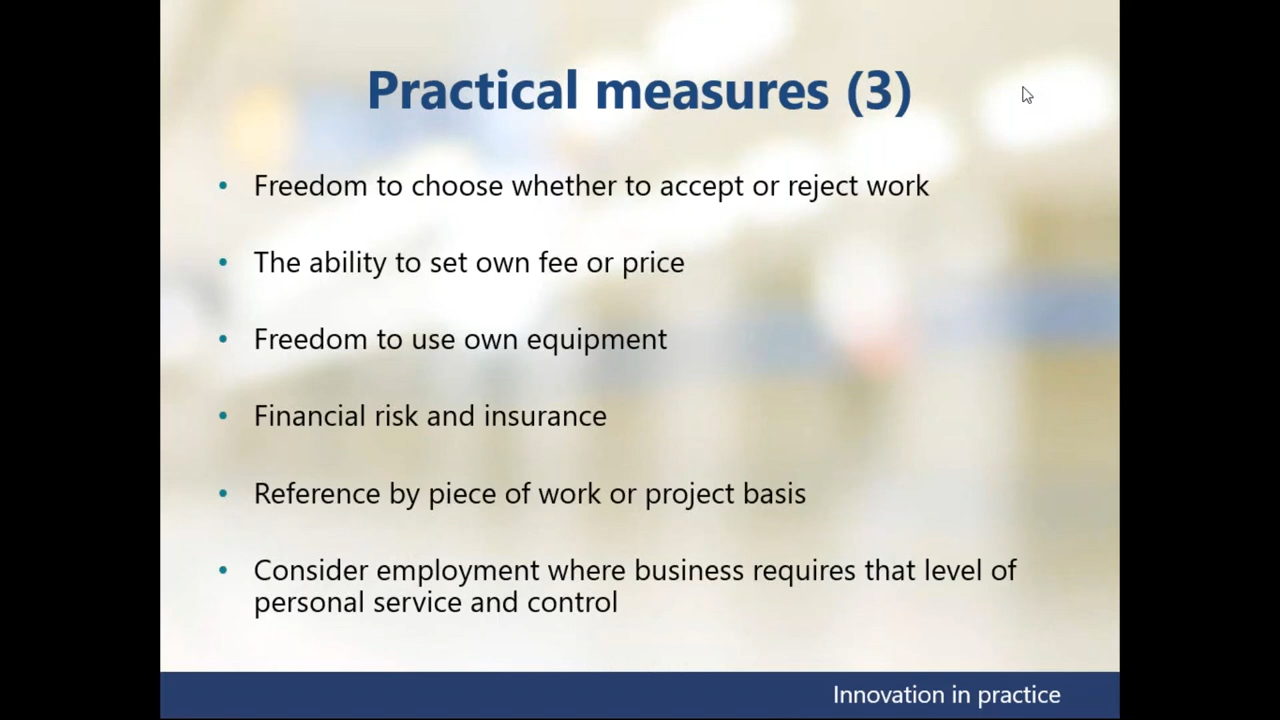 Practical measures (3)
• Freedom to choose whether to accept or reject work
• The ability to set own fee or price
• Freedom to use own equipment
• Financial risk and insurance
• Reference by piece of work or project basis
• Consider employment where business requires that level of
personal service and control
Innovation in practice